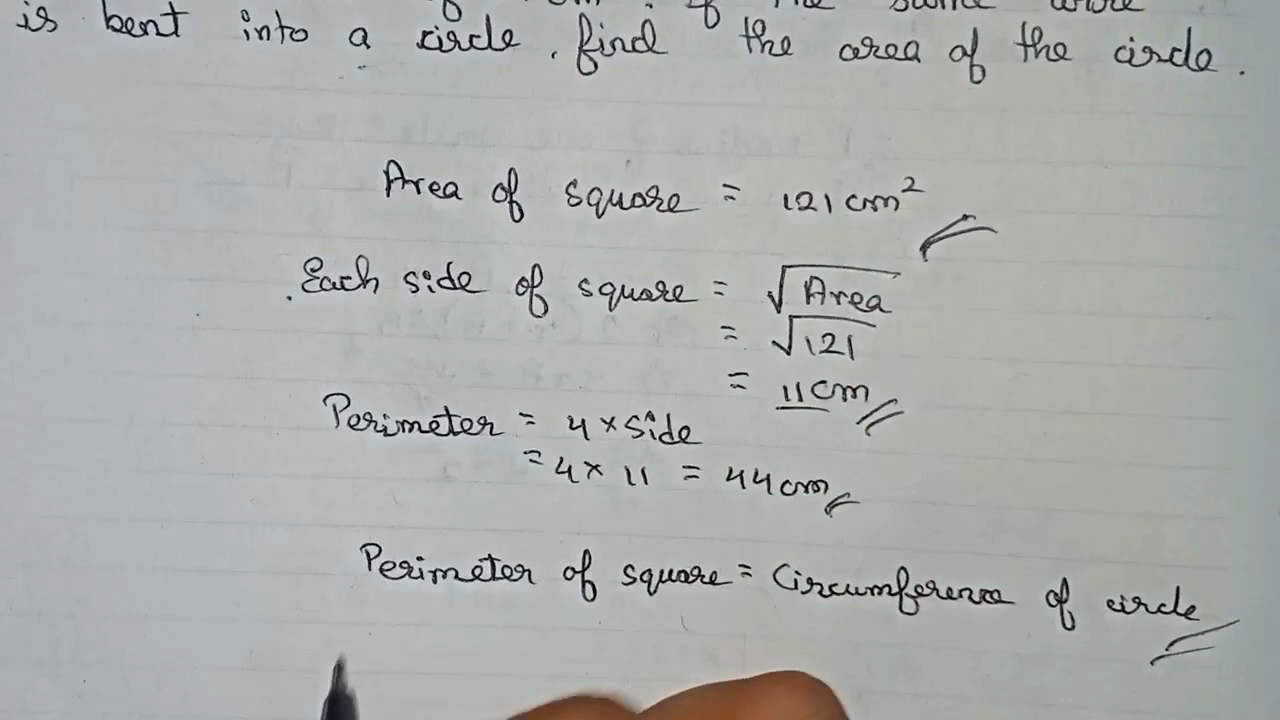 is bent into a circle. find the area of the circle.
Area of square = 121 cm²
Each side of square = √Area
= √121
= 11cm
Perimeter = 4 × side
= 4 × 11 = 44cm
Perimeter of square = Circumference of circle